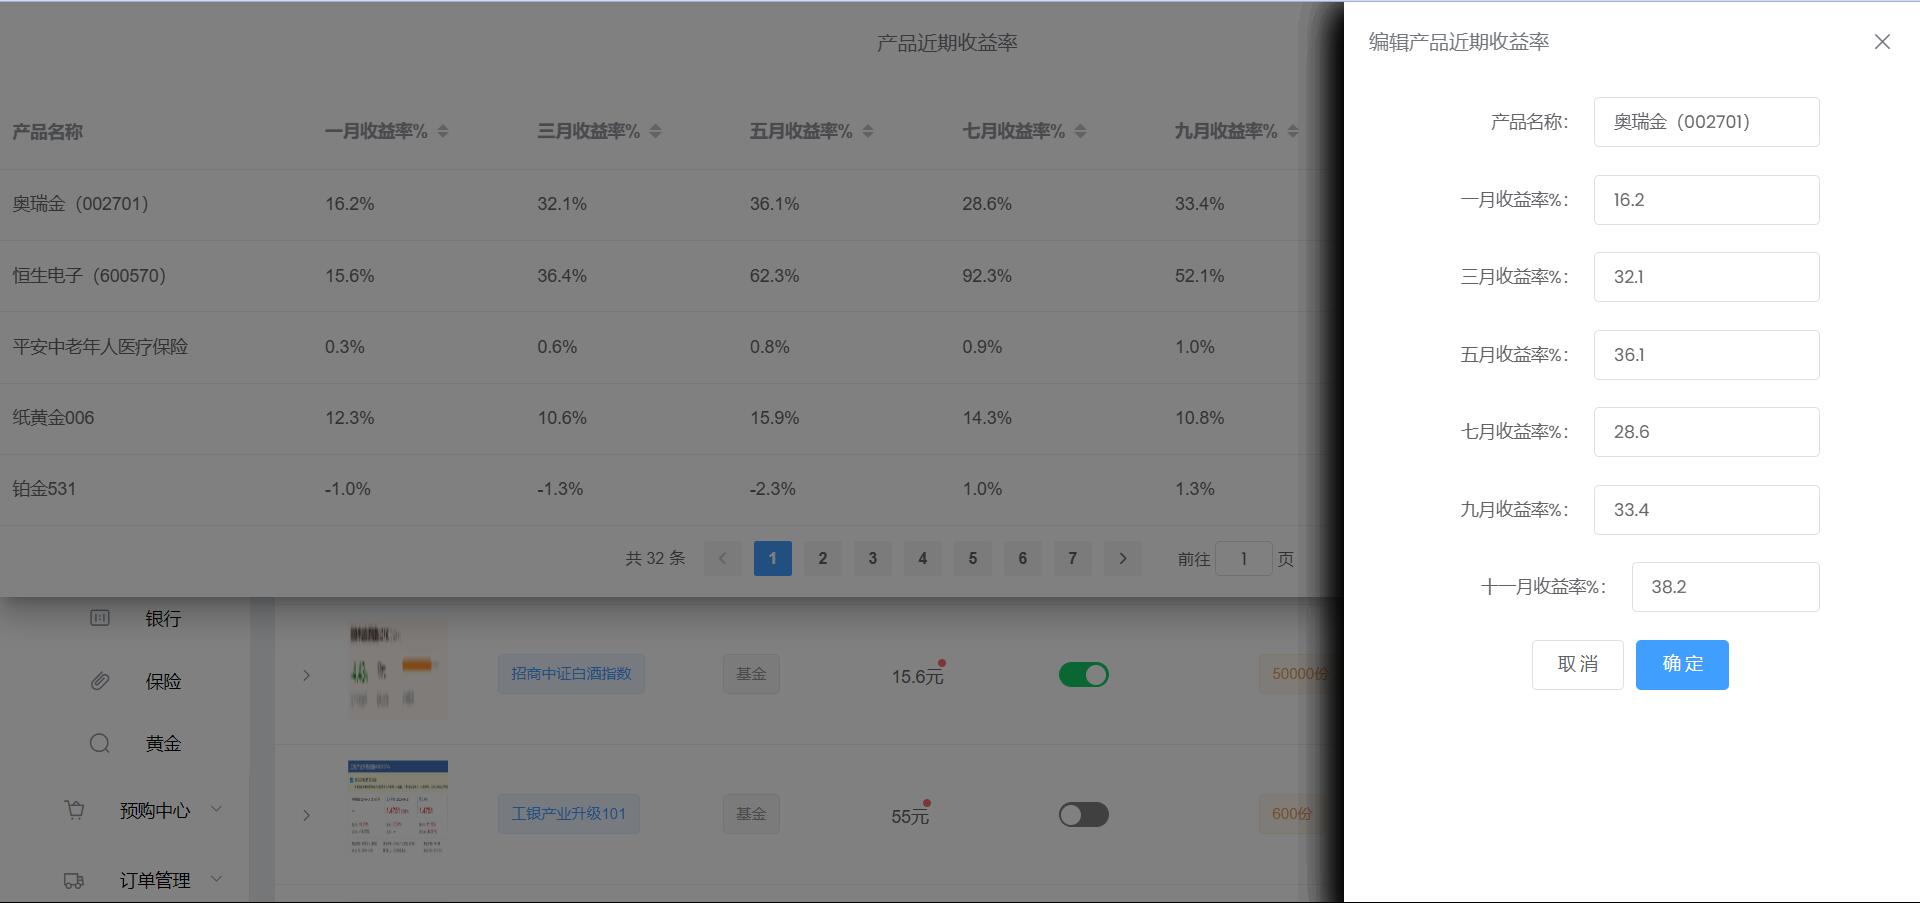 产品近期收益率
产品名称 一月收益率% 三月收益率% 五月收益率% 七月收益率% 九月收益率%
奥瑞金（002701） 16.2% 32.1% 36.1% 28.6% 33.4%
恒生电子（600570） 15.6% 36.4% 62.3% 92.3% 52.1%
平安中老年人医疗保险 0.3% 0.6% 0.8% 0.9% 1.0%
纸黄金006 12.3% 10.6% 15.9% 14.3% 10.8%
铂金531 -1.0% -1.3% -2.3% 1.0% 1.3%
共 32 条 1 2 3 4 5 6 7 前往 1 页
银行
保险
黄金
预购中心
订单管理
招商中证白酒指数 基金 15.6元 50000份
工银产业升级101 基金 55元 600份
编辑产品近期收益率
产品名称： 奥瑞金（002701）
一月收益率%： 16.2
三月收益率%： 32.1
五月收益率%： 36.1
七月收益率%： 28.6
九月收益率%： 33.4
十一月收益率%： 38.2
取 消 确 定